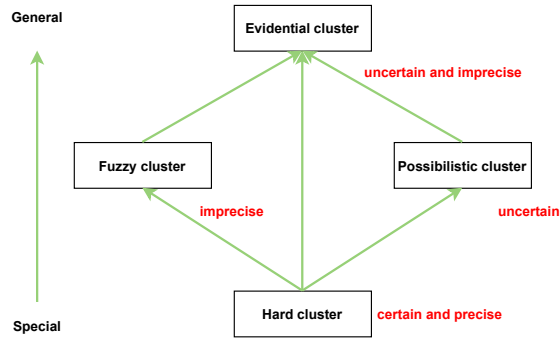 General
Evidential cluster
uncertain and imprecise
Fuzzy cluster
Possibilistic cluster
imprecise
uncertain
Hard cluster
certain and precise
Special